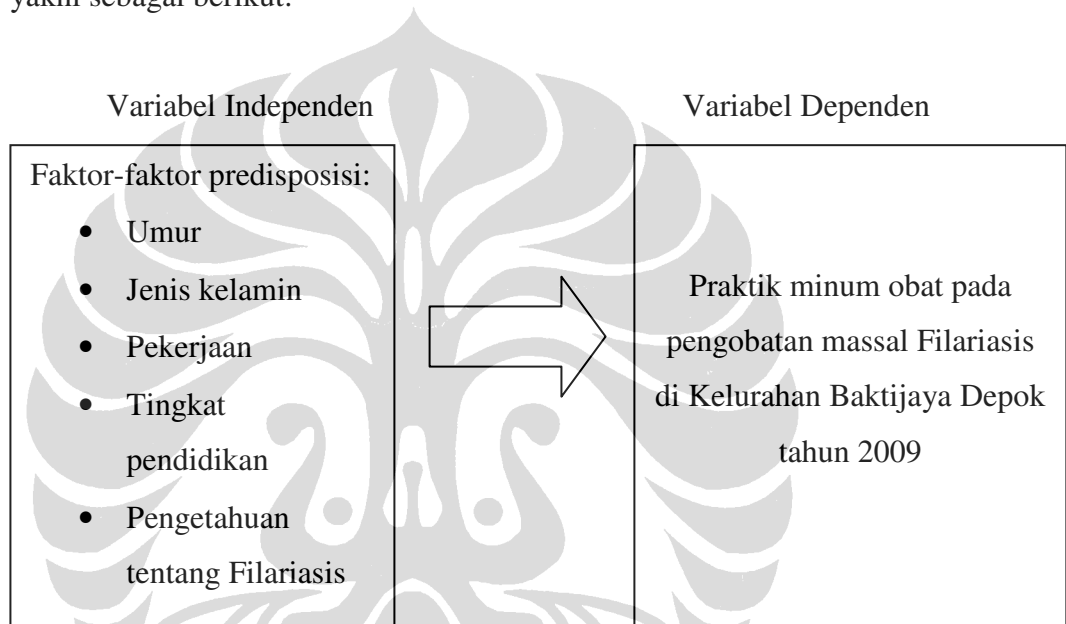 yakni sebagai berikut:
Variabel Independen
Variabel Dependen
Faktor-faktor predisposisi:
• Umur
• Jenis kelamin
• Pekerjaan
• Tingkat
pendidikan
• Pengetahuan
tentang Filariasis
Praktik minum obat pada
pengobatan massal Filariasis
di Kelurahan Baktijaya Depok
tahun 2009